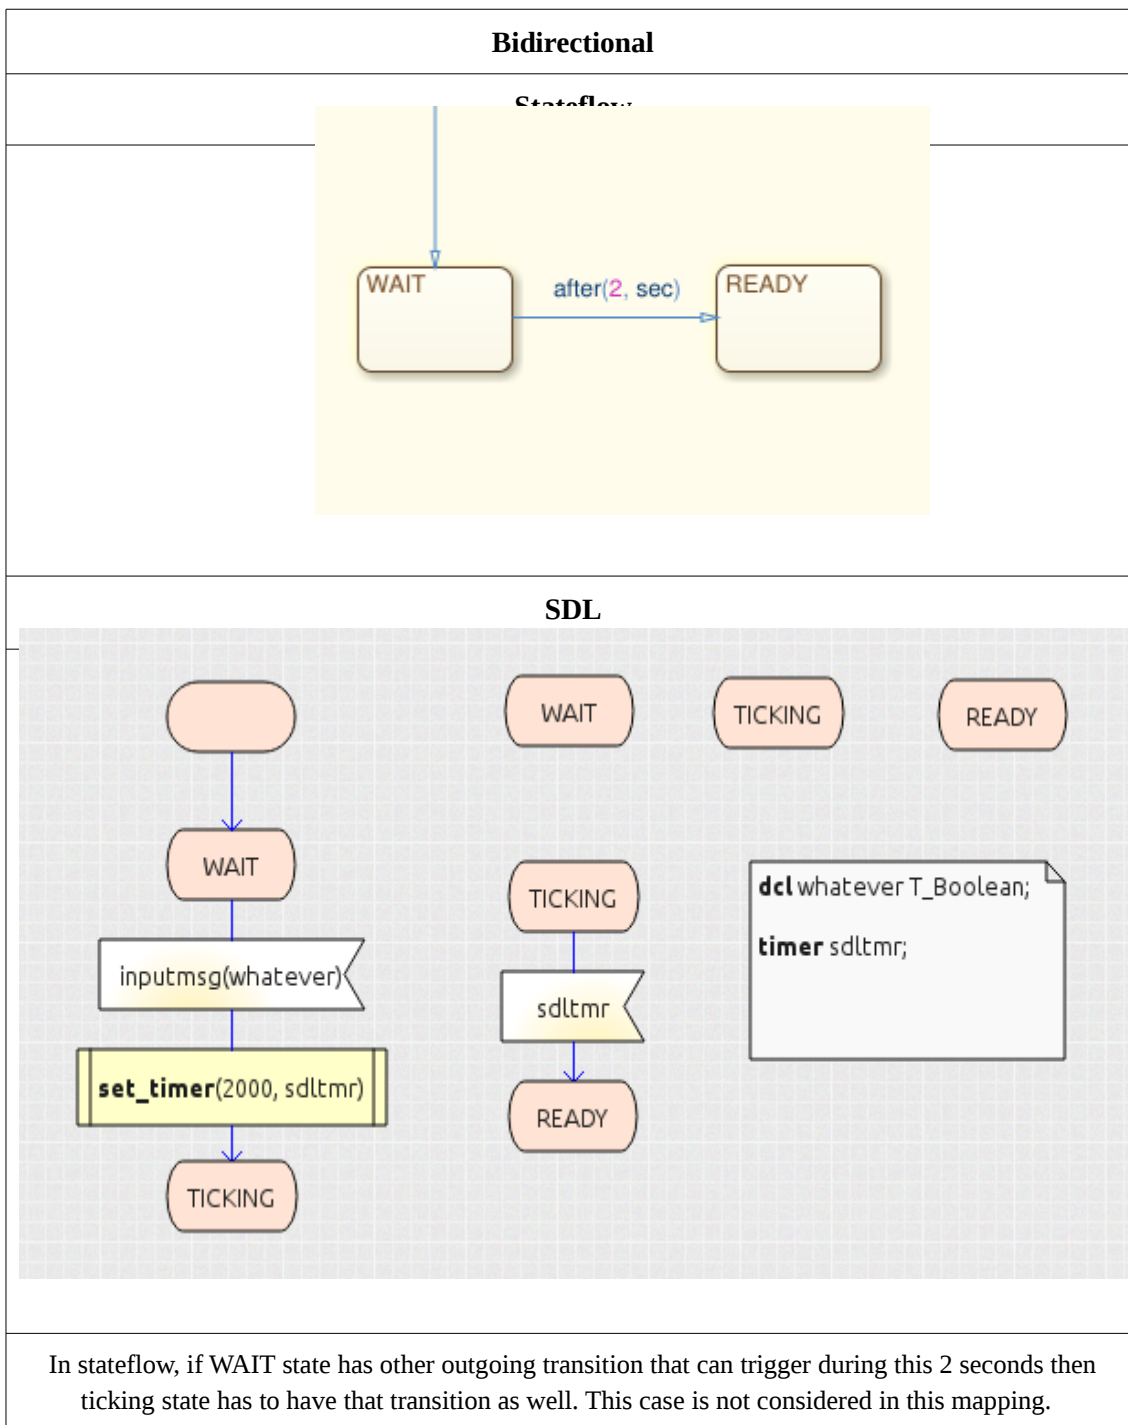 Bidirectional
Stateflow
WAIT
after(2, sec)
READY
SDL
WAIT
TICKING
READY
WAIT
inputmsg(whatever)
set_timer(2000, sdltmr)
TICKING
TICKING
sdltmr
READY
dcl whatever T_Boolean;
timer sdltmr;
In stateflow, if WAIT state has other outgoing transition that can trigger during this 2 seconds then
ticking state has to have that transition as well. This case is not considered in this mapping.